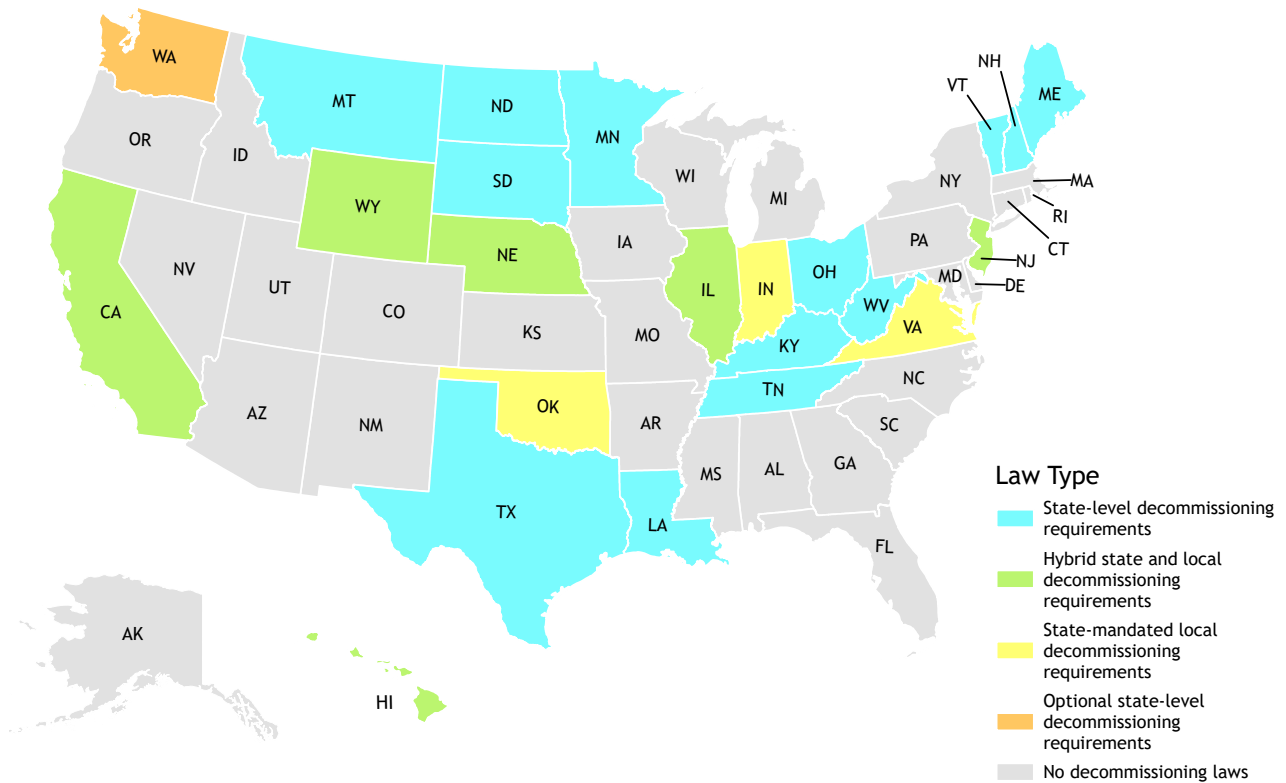 WA
MT
ND
MN
VT
NH
ME
OR
ID
SD
WI
MI
NY
MA
RI
CT
WY
NE
IA
PA
NJ
DE
MD
NV
UT
CO
KS
MO
IL
IN
OH
WV
VA
KY
CA
AZ
NM
OK
AR
TN
NC
SC
MS
AL
GA
TX
LA
FL
AK
HI
Law Type
State-level decommissioning
requirements
Hybrid state and local
decommissioning
requirements
State-mandated local
decommissioning
requirements
Optional state-level
decommissioning
requirements
No decommissioning laws